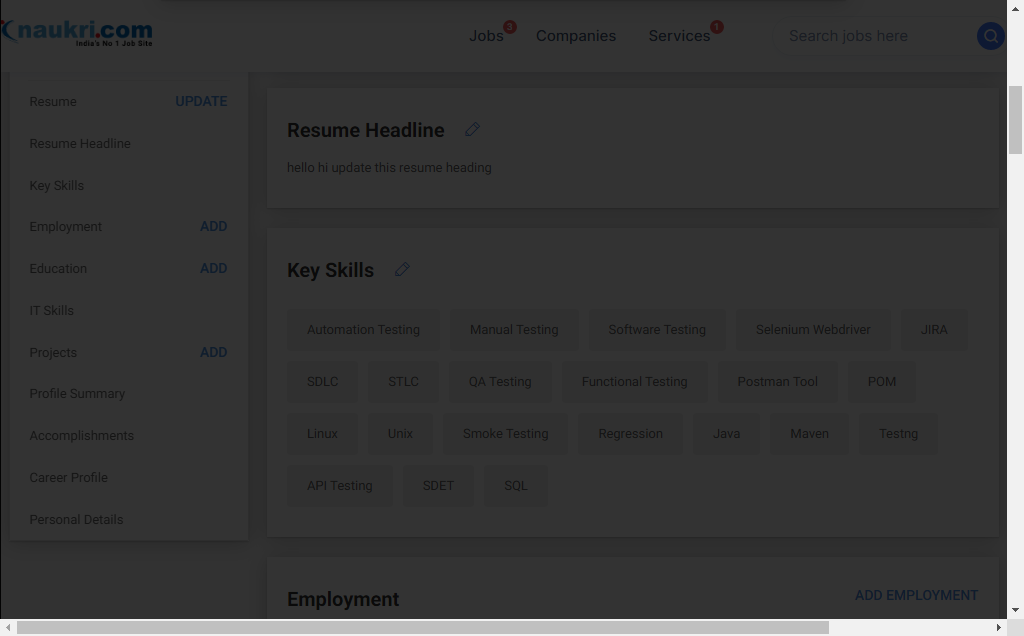 naukri.com
India's No 1 Job Site
Jobs 3 Companies Services 1 Search jobs here
Resume UPDATE
Resume Headline
Key Skills
Employment ADD
Education ADD
IT Skills
Projects ADD
Profile Summary
Accomplishments
Career Profile
Personal Details
Resume Headline
hello hi update this resume heading
Key Skills
Automation Testing Manual Testing Software Testing Selenium Webdriver JIRA
SDLC STLC QA Testing Functional Testing Postman Tool POM
Linux Unix Smoke Testing Regression Java Maven Testng
API Testing SDET SQL
Employment ADD EMPLOYMENT